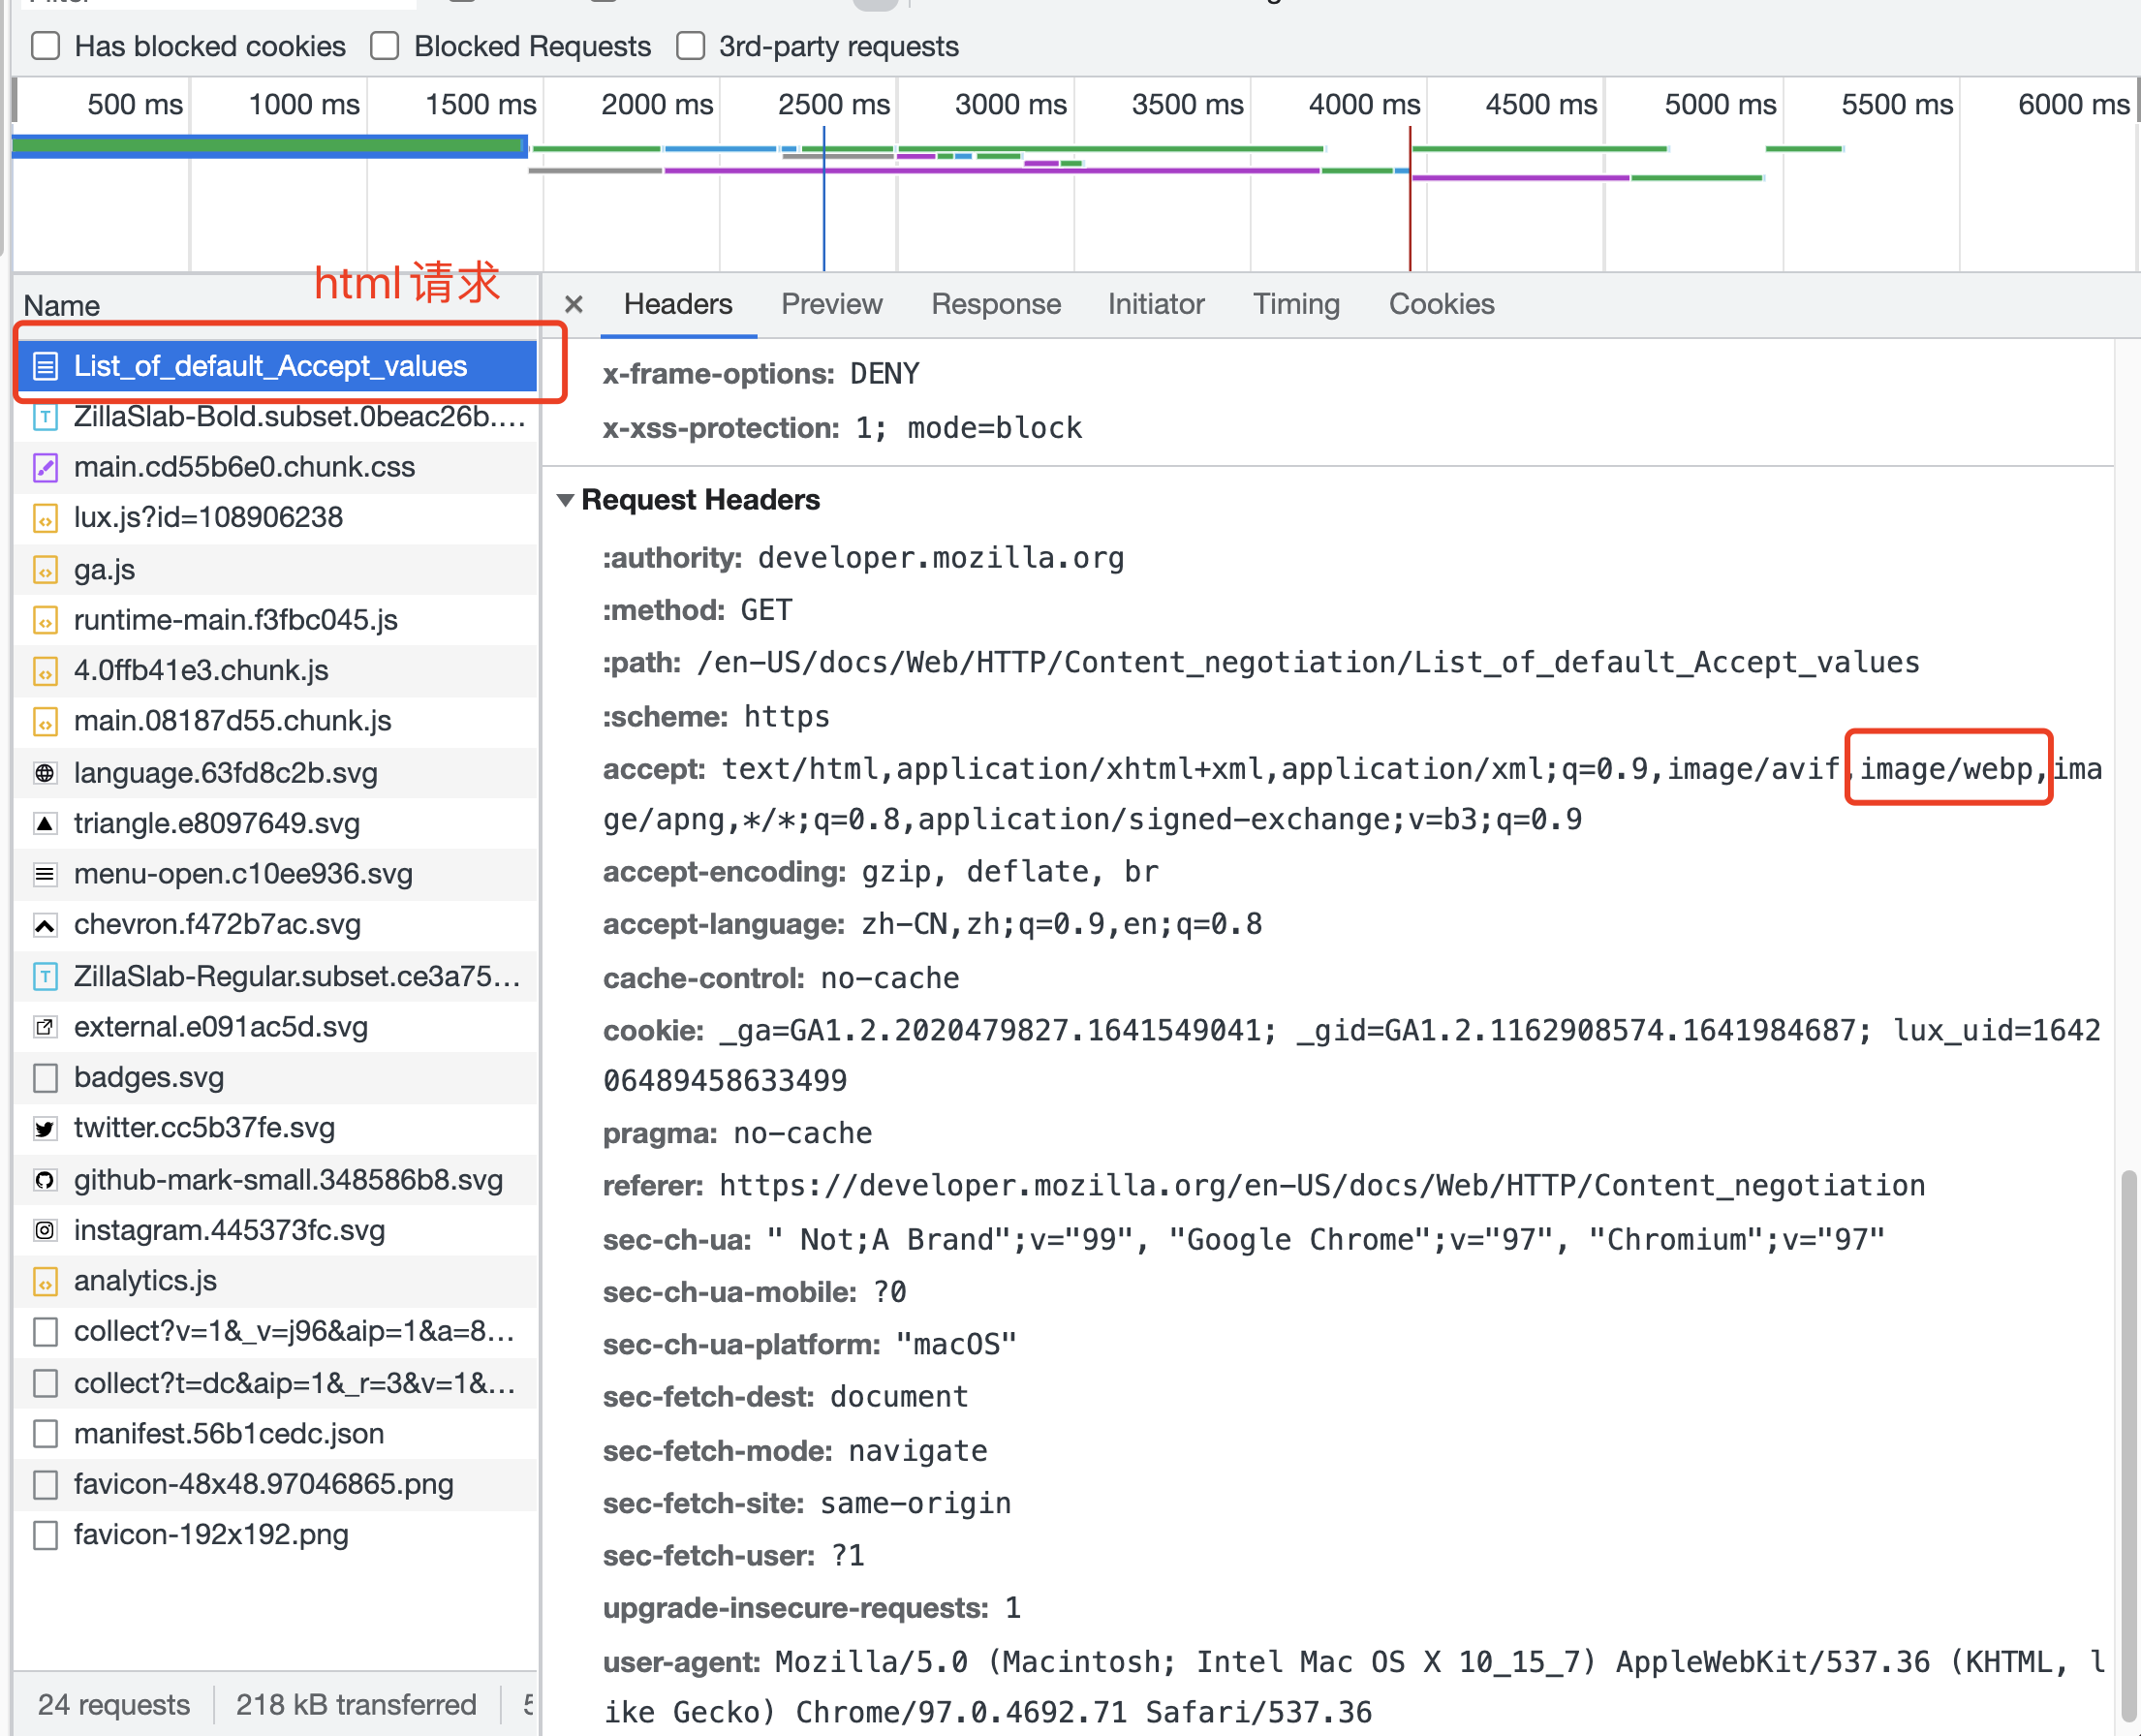 Has blocked cookies Blocked Requests 3rd-party requests
500 ms 1000 ms 1500 ms 2000 ms 2500 ms 3000 ms 3500 ms 4000 ms 4500 ms 5000 ms 5500 ms 6000 ms
html 请求
Name
List_of_default_Accept_values
ZillaSlab-Bold.subset.0beac26b....
main.cd55b6e0.chunk.css
lux.js?id=108906238
ga.js
runtime-main.f3fbc045.js
4.0ffb41e3.chunk.js
main.08187d55.chunk.js
language.63fd8c2b.svg
triangle.e8097649.svg
menu-open.c10ee936.svg
chevron.f472b7ac.svg
ZillaSlab-Regular.subset.ce3a75...
external.e091ac5d.svg
badges.svg
twitter.cc5b37fe.svg
github-mark-small.348586b8.svg
instagram.445373fc.svg
analytics.js
collect?v=1&_v=j96&aip=1&a=8...
collect?t=dc&aip=1&_r=3&v=1&...
manifest.56b1cedc.json
favicon-48x48.97046865.png
favicon-192x192.png
24 requests 218 kB transferred 5
Headers Preview Response Initiator Timing Cookies
x-frame-options: DENY
x-xss-protection: 1; mode=block
Request Headers
:authority: developer.mozilla.org
:method: GET
:path: /en-US/docs/Web/HTTP/Content_negotiation/List_of_default_Accept_values
:scheme: https
accept: text/html,application/xhtml+xml,application/xml;q=0.9,image/avif,image/webp,ima
ge/apng,*/*;q=0.8,application/signed-exchange;v=b3;q=0.9
accept-encoding: gzip, deflate, br
accept-language: zh-CN,zh;q=0.9,en;q=0.8
cache-control: no-cache
cookie: _ga=GA1.2.2020479827.1641549041; _gid=GA1.2.1162908574.1641984687; lux_uid=1642
06489458633499
pragma: no-cache
referer: https://developer.mozilla.org/en-US/docs/Web/HTTP/Content_negotiation
sec-ch-ua: " Not;A Brand";v="99", "Google Chrome";v="97", "Chromium";v="97"
sec-ch-ua-mobile: ?0
sec-ch-ua-platform: "macOS"
sec-fetch-dest: document
sec-fetch-mode: navigate
sec-fetch-site: same-origin
sec-fetch-user: ?1
upgrade-insecure-requests: 1
user-agent: Mozilla/5.0 (Macintosh; Intel Mac OS X 10_15_7) AppleWebKit/537.36 (KHTML, l
ike Gecko) Chrome/97.0.4692.71 Safari/537.36